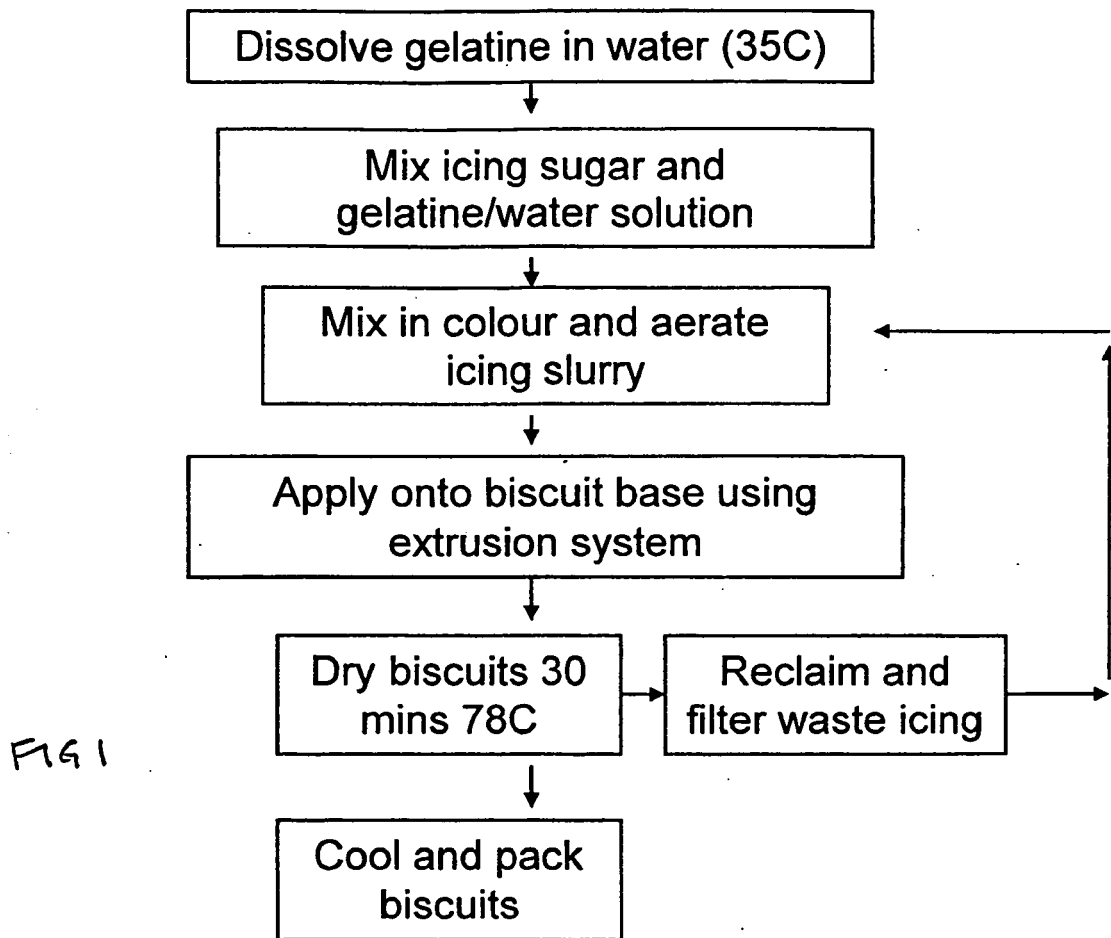 Dissolve gelatine in water (35C)
Mix icing sugar and
gelatine/water solution
Mix in colour and aerate
icing slurry
Apply onto biscuit base using
extrusion system
Dry biscuits 30
mins 78C
Reclaim and
filter waste icing
FIG 1
Cool and pack
biscuits